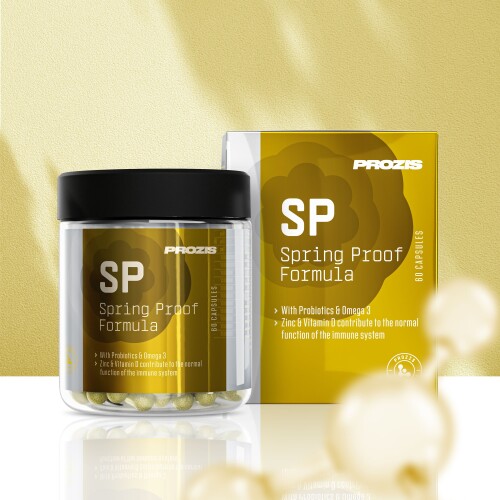 PROZIS
SP
Spring Proof
Formula
60 CAPSULES
> With Probiotics & Omega 3
> Zinc & Vitamin D contribute to the normal
function of the immune system
PROZIS
SP
Spring Proof
Formula
60 CAPSULES
> With Probiotics & Omega 3
> Zinc & Vitamin D contribute to the normal
function of the immune system